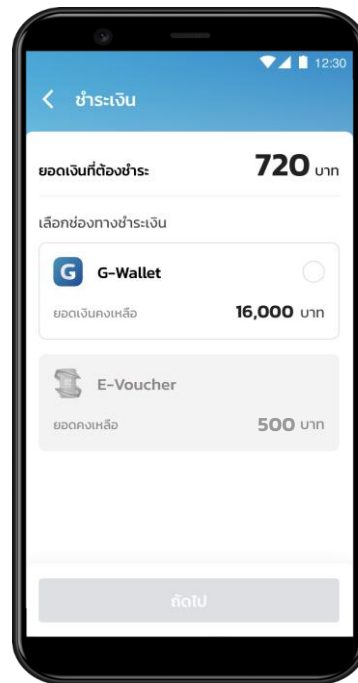 12:30
ชำระเงิน
ยอดเงินที่ต้องชำระ 720 บาท
เลือกช่องทางชำระเงิน
G G-Wallet
ยอดเงินคงเหลือ 16,000 บาท
E-Voucher
ยอดคงเหลือ 500 บาท
ถัดไป